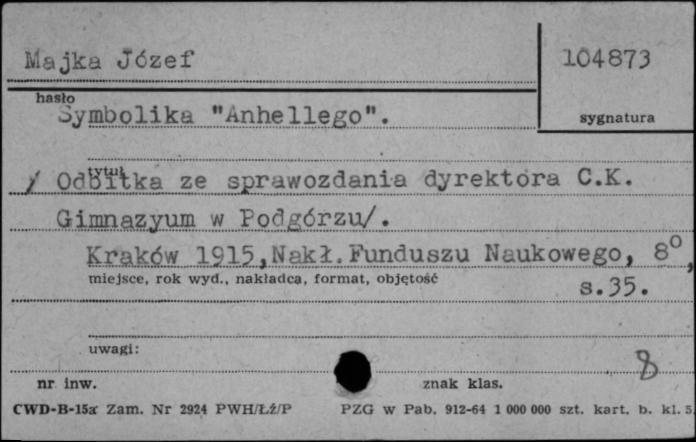 Majka Józef
104873
hasło
sygnatura
Symbolika "Anhellego".
tytuł
/ Odbitka ze sprawozdania dyrektora C.K.
Gimnazyum w Podgórzu/.
Kraków 1915, Nakł. Funduszu Naukowego, 8°,
miejsce, rok wyd., nakładca, format, objętość
s.35.
uwagi:
8
nr inw.
znak klas.
CWD-B-15a Zam. Nr 2924 PWH/Łź/P
PZG w Pab. 912-64 1 000 000 szt. kart. b. kl. 5